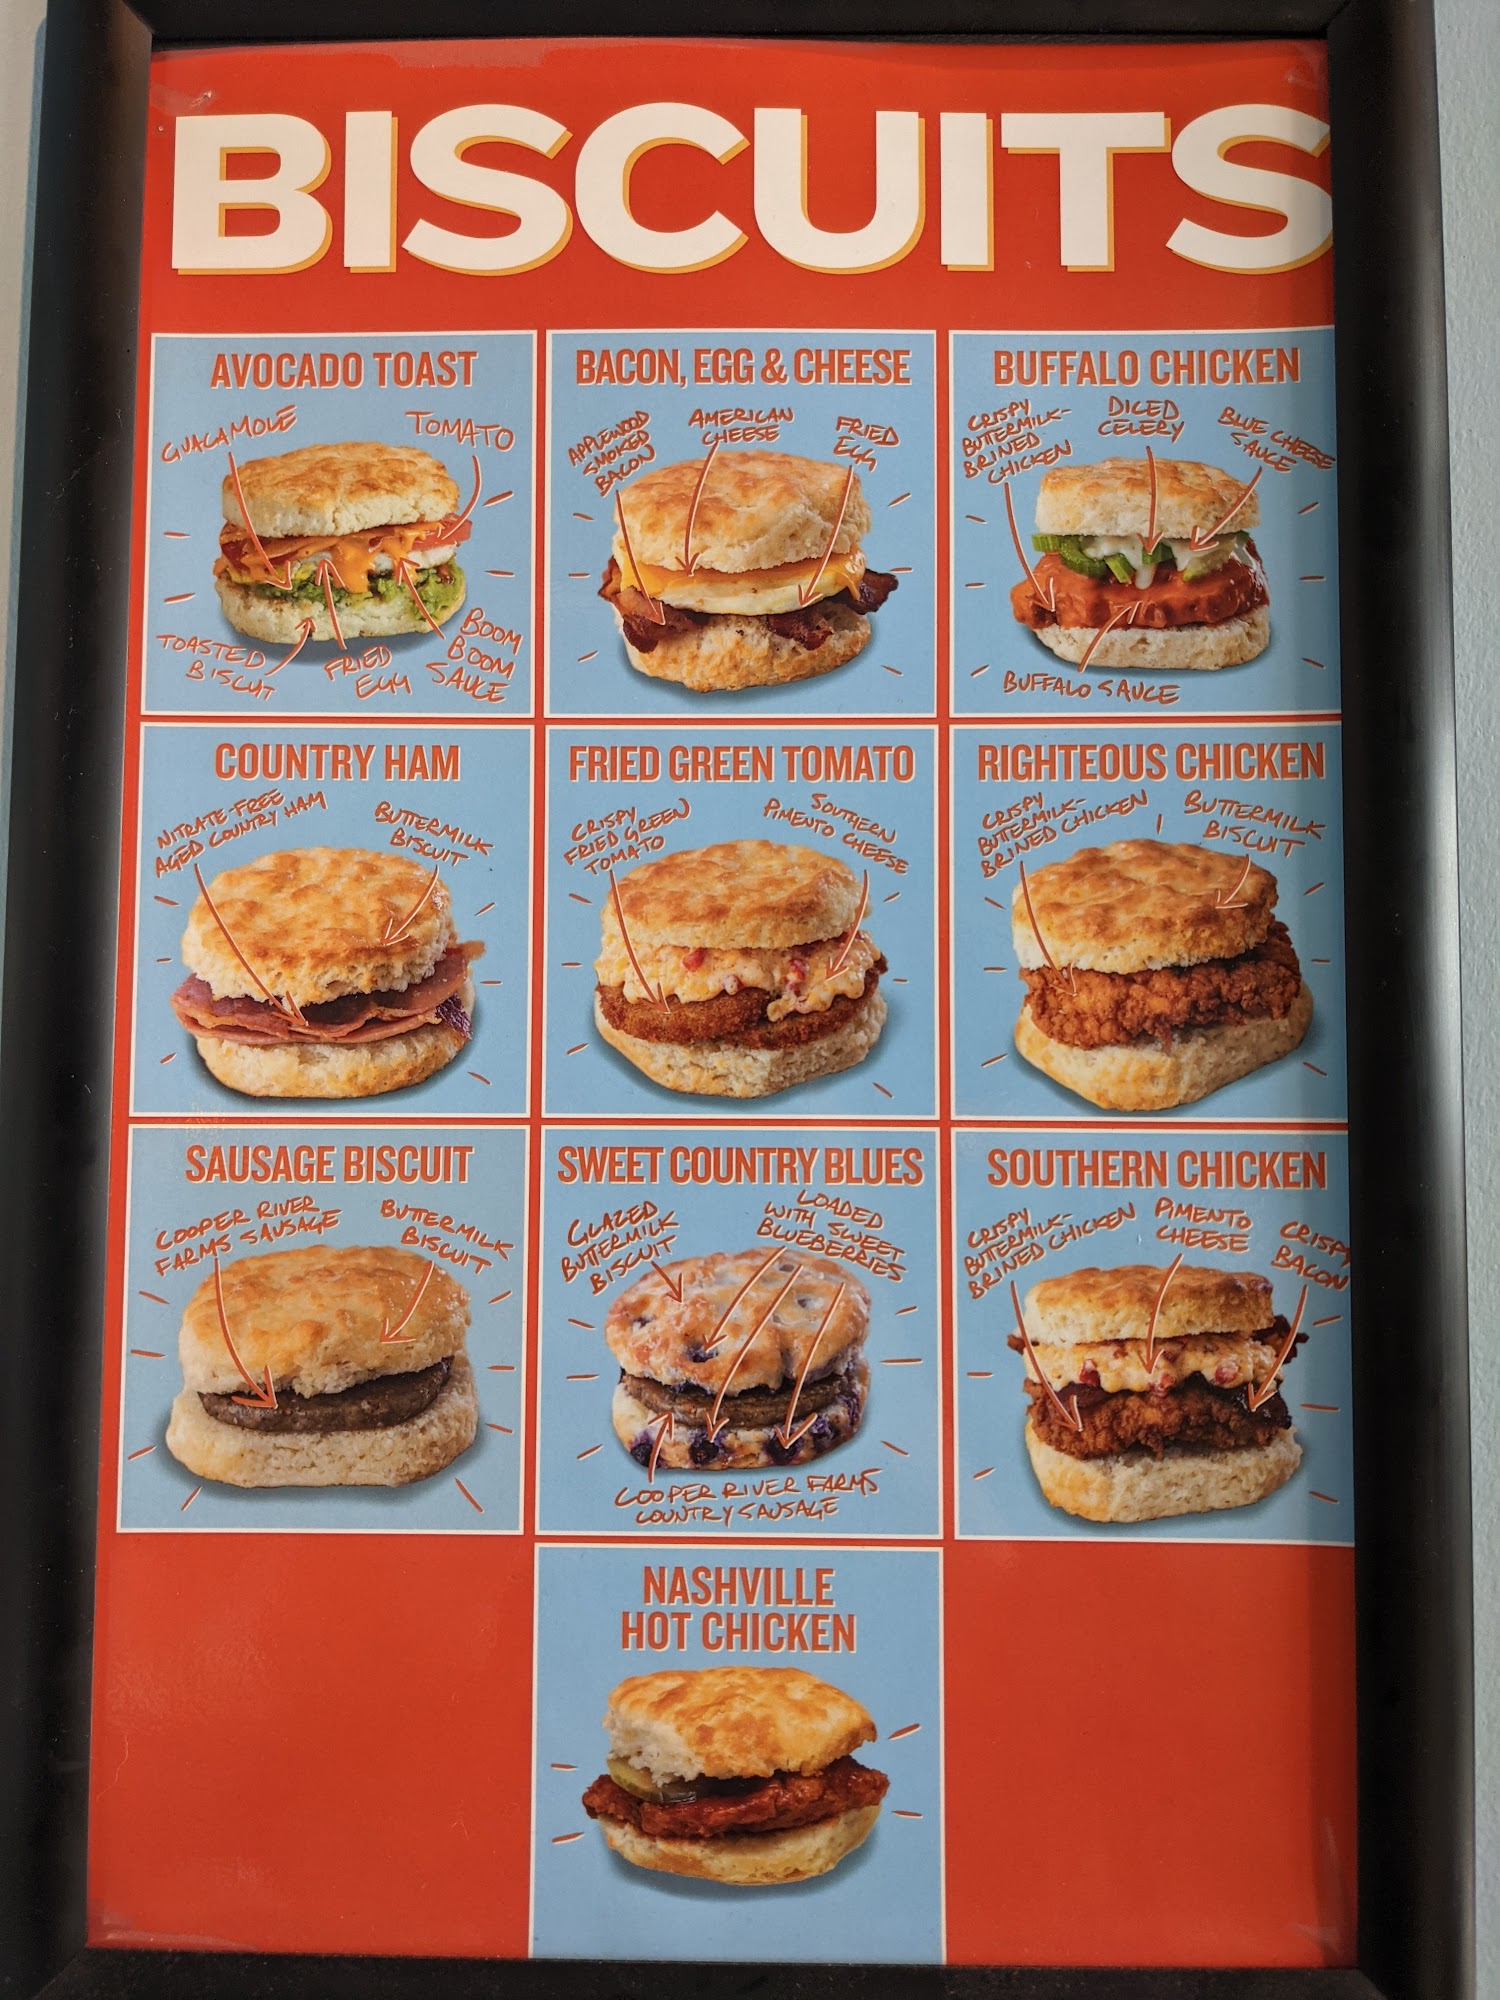 BISCUITS
AVOCADO TOAST
GUACAMOLE
TOMATO
TOASTED
BISCUIT
FRIED
EGG
BOOM
BOOM
SAUCE
BACON, EGG & CHEESE
APPLEWOOD
SMOKED
BACON
AMERICAN
CHEESE
FRIED
EGG
BUFFALO CHICKEN
CRISPY
BUTTERMILK-
BRINED
CHICKEN
DICED
CELERY
BLUE CHEESE
SAUCE
BUFFALO SAUCE
COUNTRY HAM
NITRATE-FREE
AGED COUNTRY HAM
BUTTERMILK
BISCUIT
FRIED GREEN TOMATO
CRISPY
FRIED GREEN
TOMATO
SOUTHERN
PIMENTO CHEESE
RIGHTEOUS CHICKEN
CRISPY
BUTTERMILK-
BRINED CHICKEN
BUTTERMILK
BISCUIT
SAUSAGE BISCUIT
COOPER RIVER
FARMS SAUSAGE
BUTTERMILK
BISCUIT
SWEET COUNTRY BLUES
GLAZED
BUTTERMILK
BISCUIT
LOADED
WITH SWEET
BLUEBERRIES
COOPER RIVER FARMS
COUNTRY SAUSAGE
SOUTHERN CHICKEN
CRISPY
BUTTERMILK-
BRINED CHICKEN
PIMENTO
CHEESE
CRISPY
BACON
NASHVILLE
HOT CHICKEN